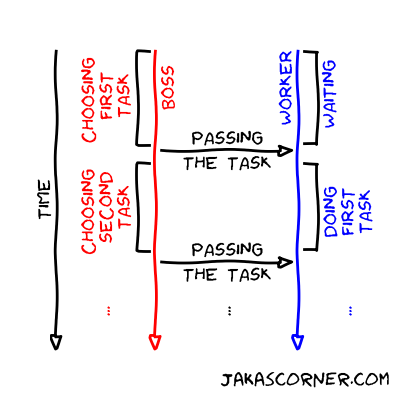 TIME
CHOOSING
FIRST
TASK
BOSS
WORKER
WAITING
PASSING
THE TASK
CHOOSING
SECOND
TASK
DOING
FIRST
TASK
PASSING
THE TASK
...
...
...
JAKASCORNER.COM